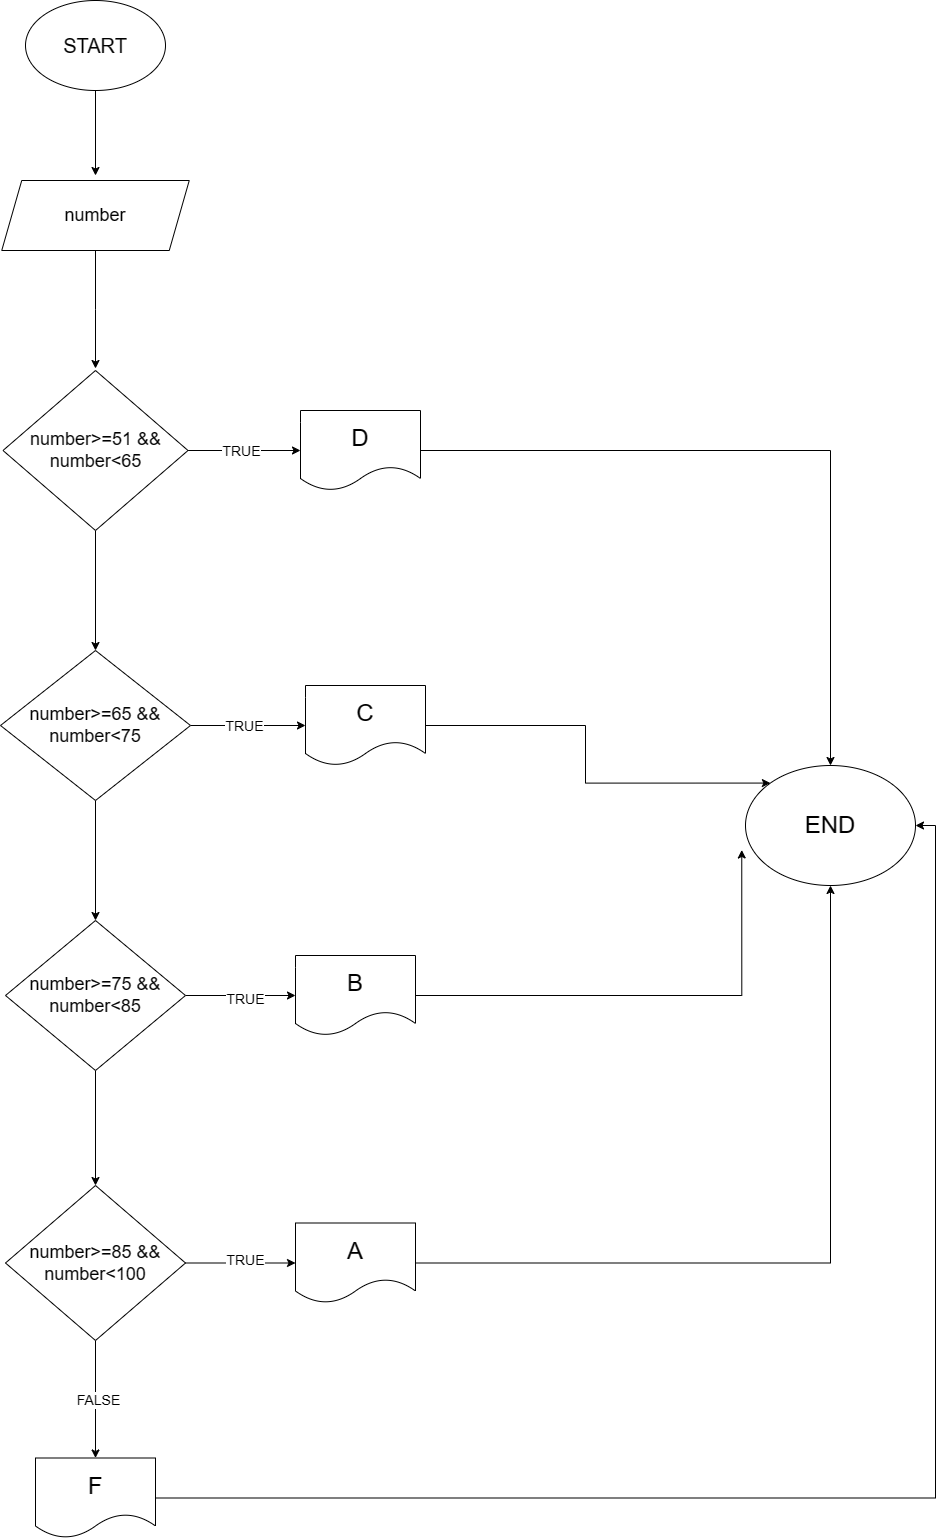 START
number
number>=51 &&
number<65
TRUE
D
number>=65 &&
number<75
TRUE
C
END
number>=75 &&
number<85
TRUE
B
number>=85 &&
number<100
TRUE
A
FALSE
F